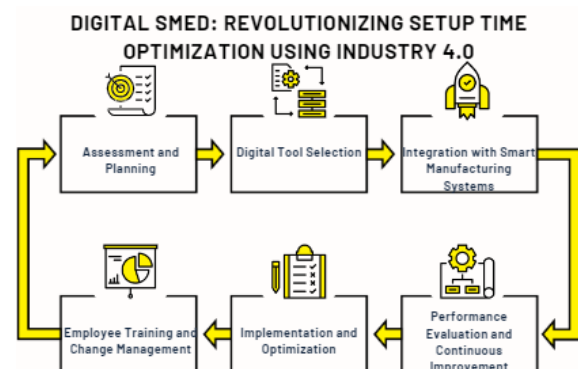 DIGITAL SMED: REVOLUTIONIZING SETUP TIME
OPTIMIZATION USING INDUSTRY 4.0
Assessment and
Planning
Digital Tool Selection
Integration with Smart
Manufacturing
Systems
Employee Training and
Change Management
Implementation and
Optimization
Performance
Evaluation and
Continuous
Improvement